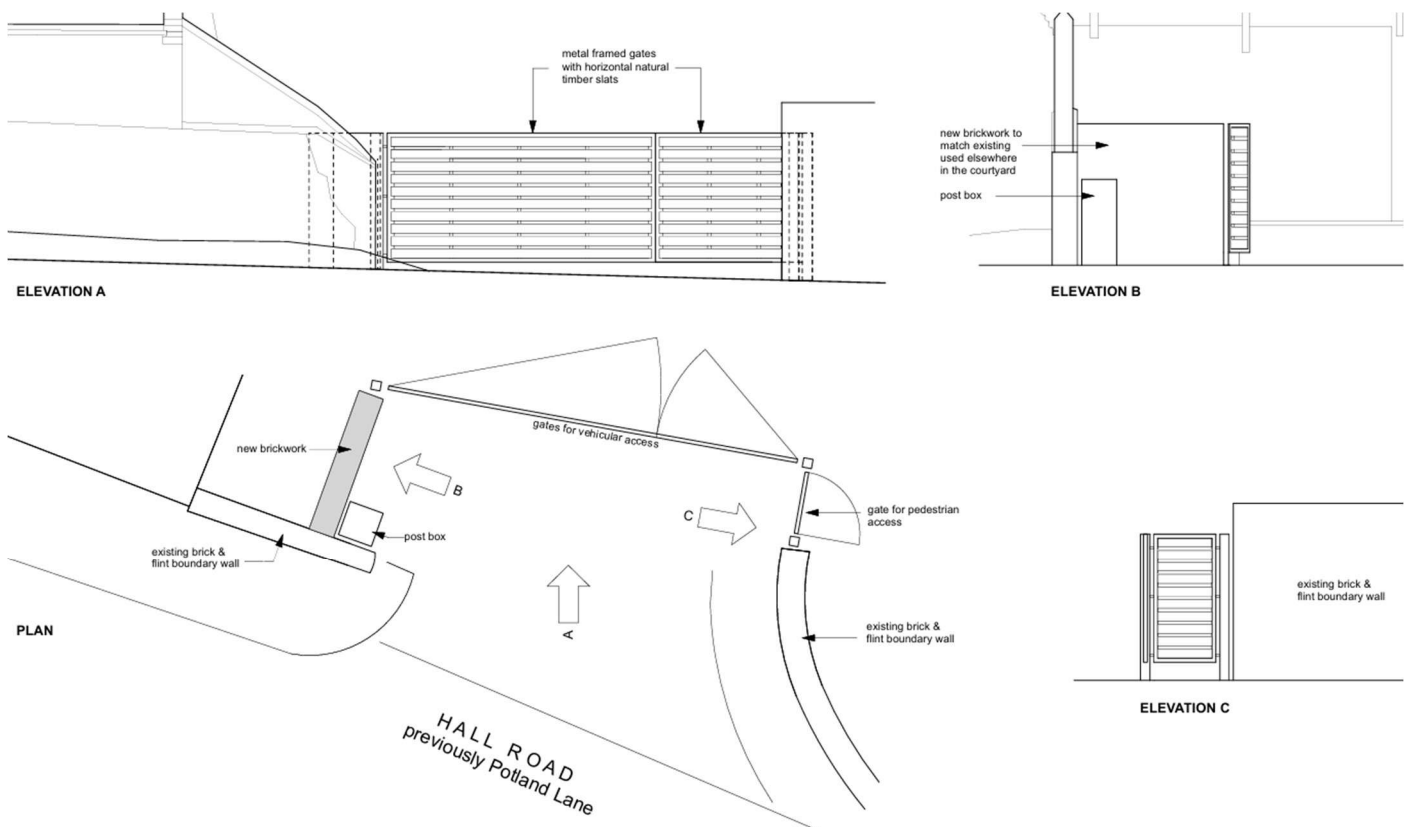 metal framed gates
with horizontal natural
timber slats
new brickwork to
match existing
used elsewhere
in the courtyard
post box
ELEVATION A
ELEVATION B
gates for vehicular access
new brickwork
B
C
gate for pedestrian
access
post box
existing brick &
flint boundary wall
existing brick &
flint boundary wall
PLAN
A
existing brick &
flint boundary wall
HALL ROAD
previously Potland Lane
ELEVATION C